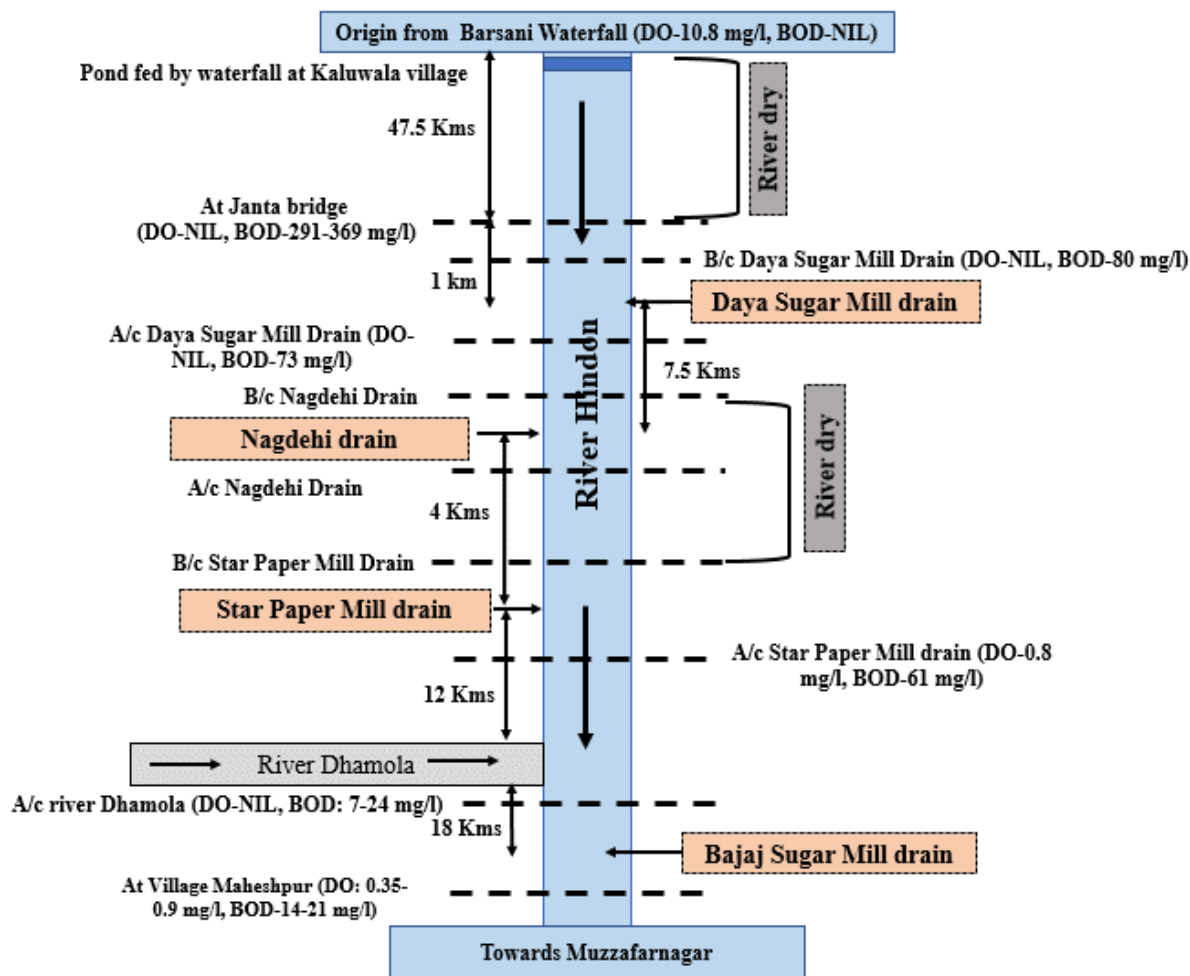 Origin from Barsani Waterfall (DO-10.8 mg/l, BOD-NIL)
Pond fed by waterfall at Kaluwala village
47.5 Kms
River dry
At Janta bridge
(DO-NIL, BOD-291-369 mg/l)
B/c Daya Sugar Mill Drain (DO-NIL, BOD-80 mg/l)
1 km
Daya Sugar Mill drain
A/c Daya Sugar Mill Drain (DO-
NIL, BOD-73 mg/l)
7.5 Kms
B/c Nagdehi Drain
River Hindon
Nagdehi drain
River dry
A/c Nagdehi Drain
4 Kms
B/c Star Paper Mill Drain
Star Paper Mill drain
A/c Star Paper Mill drain (DO-0.8
mg/l, BOD-61 mg/l)
12 Kms
River Dhamola
A/c river Dhamola (DO-NIL, BOD: 7-24 mg/l)
18 Kms
Bajaj Sugar Mill drain
At Village Maheshpur (DO: 0.35-
0.9 mg/l, BOD-14-21 mg/l)
Towards Muzzafarnagar